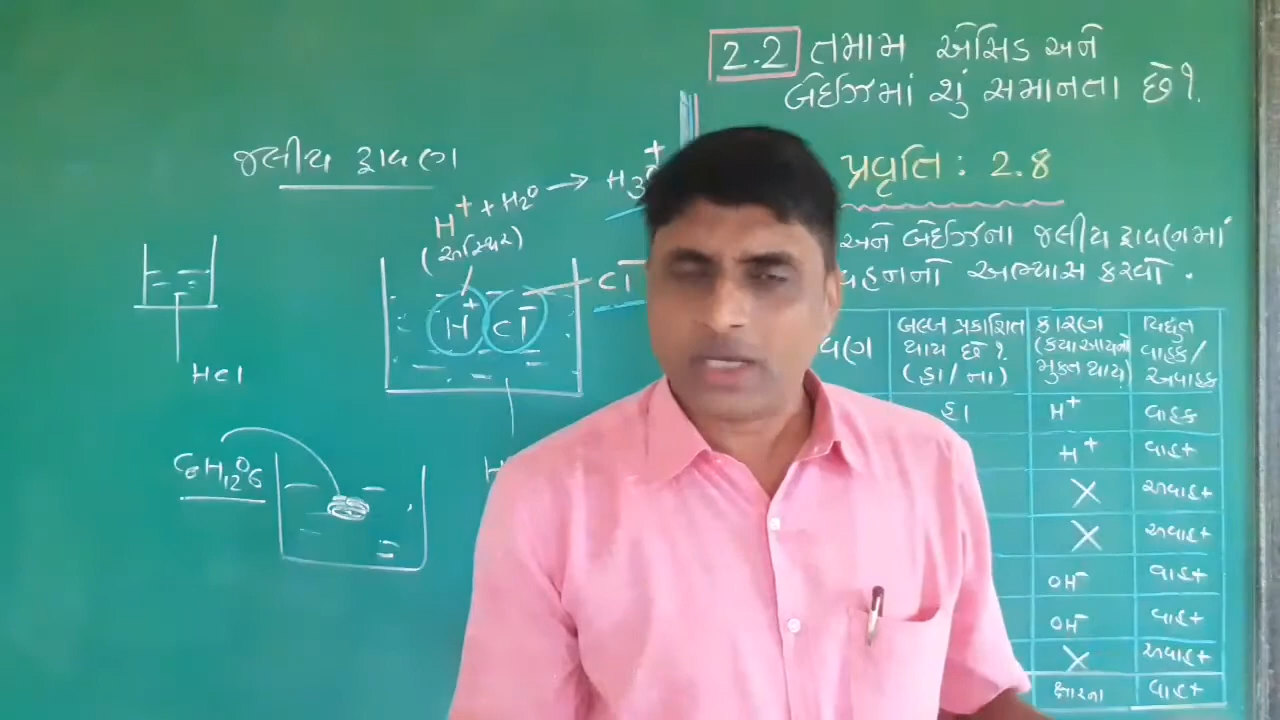 2.2 તમામ એસિડ અને
બેઇઝમાં શું સમાનતા છે ?
પ્રવૃતિ : 2.8
અને બેઇઝના જલીય દ્રાવણમાં
વહનનો અભ્યાસ કરવો .
જલીય દ્રાવણ
H⁺ + H₂O → H₃
(અસ્થિર)
H⁺ Cl⁻
Cl⁻
HCl
C₆H₁₂O₆
વણ
બલ્બ પ્રકાશિત
થાય છે ?
(હા / ના)
કારણ
(કયા આયનો
મુક્ત થાય)
વિદ્યુત
વાહક /
અવાહક
હા H⁺ વાહક
H⁺ વાહક
X અવાહક
X અવાહક
OH⁻ વાહક
OH⁻ વાહક
X અવાહક
ક્ષારના વાહક